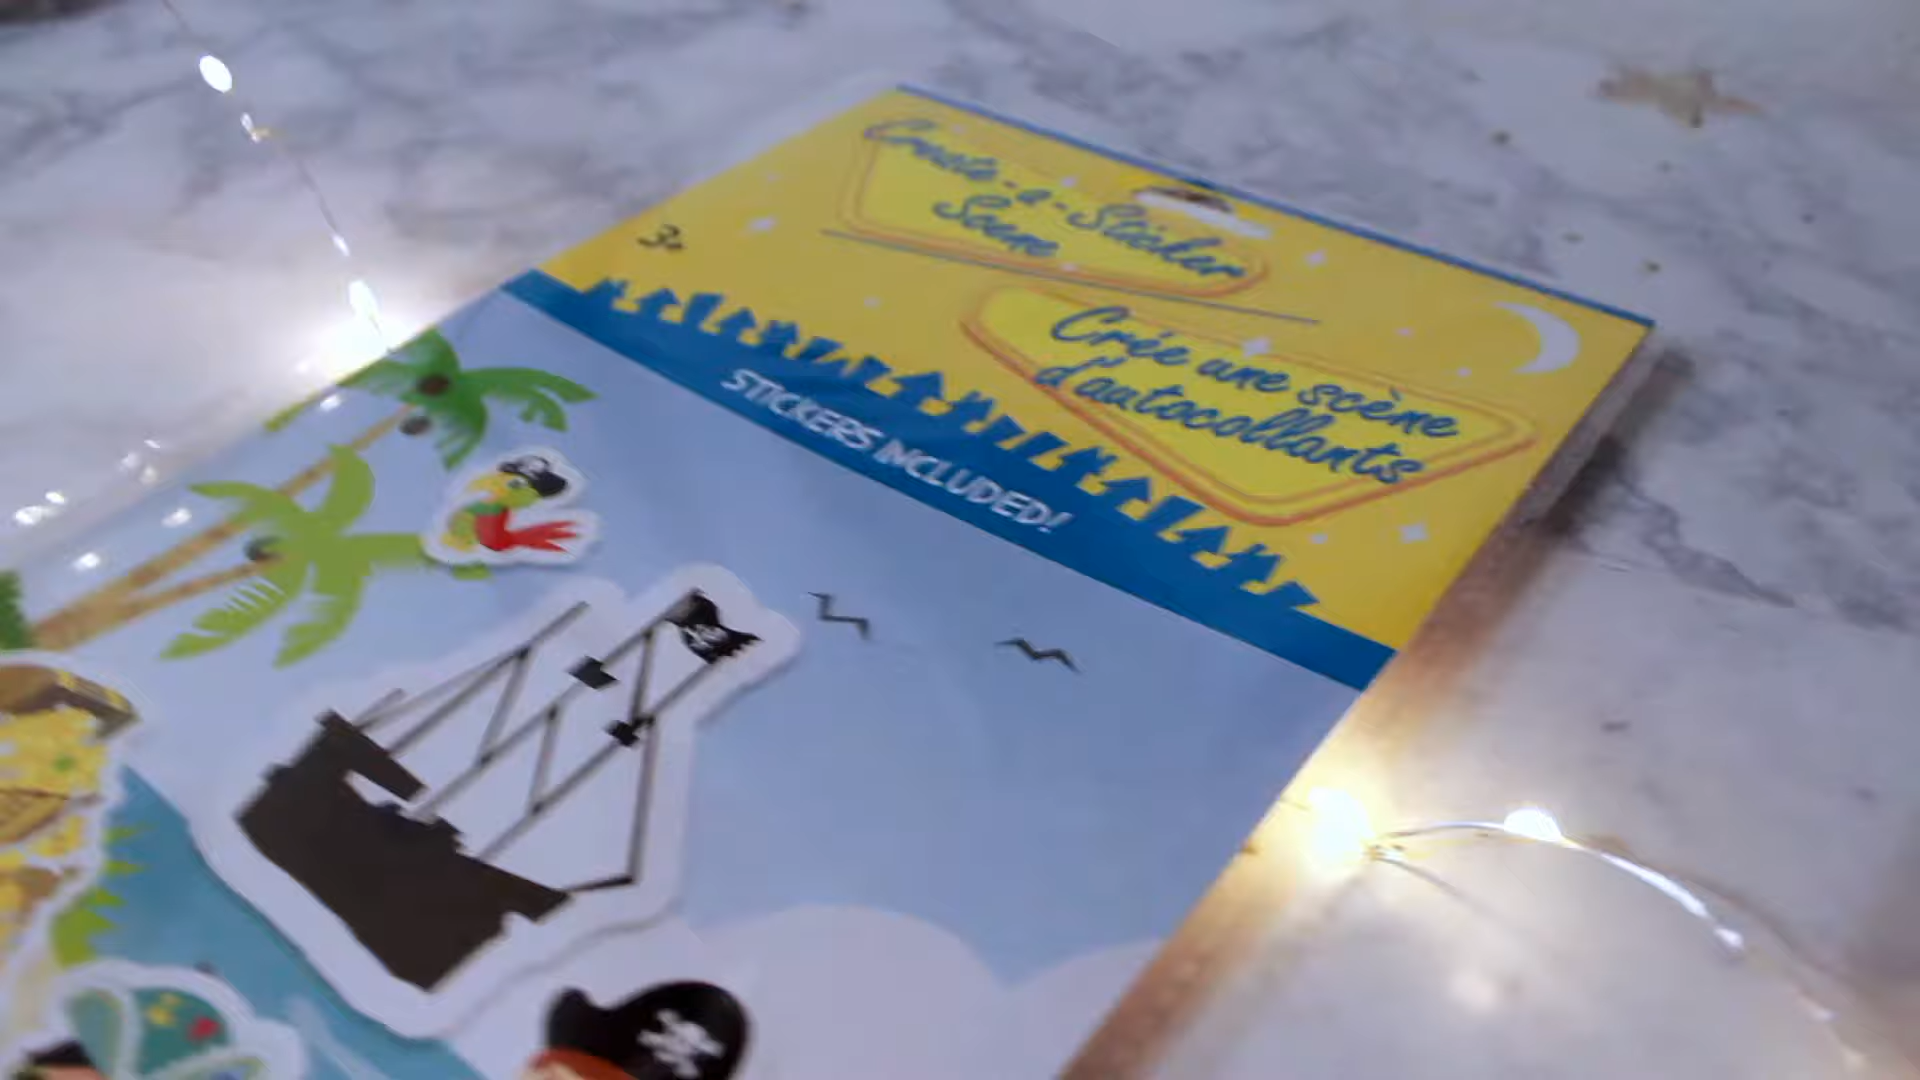 Create-a-Sticker
Scene
3+
Crée une scène
d'autocollants
STICKERS INCLUDED!